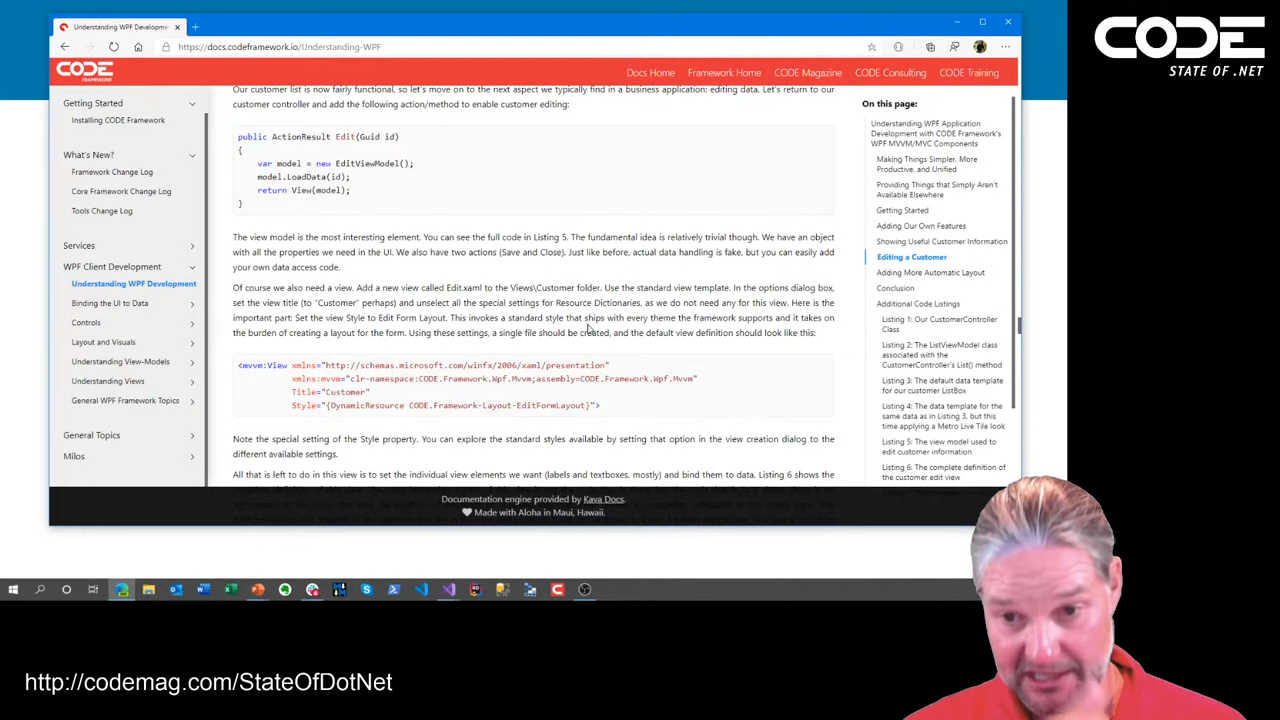 Understanding WPF Developme
https://docs.codeframework.io/Understanding-WPF
CODE
FRAMEWORK
Docs Home
Framework Home
CODE Magazine
CODE Consulting
CODE Training
Getting Started
Installing CODE Framework
What's New?
Framework Change Log
Core Framework Change Log
Tools Change Log
Services
WPF Client Development
Understanding WPF Development
Binding the UI to Data
Controls
Layout and Visuals
Understanding View-Models
Understanding Views
General WPF Framework Topics
General Topics
Milos
Our customer list is now fairly functional, so let's move on to the next aspect we typically find in a business application: editing data. Let's return to our
customer controller and add the following action/method to enable customer editing:
public ActionResult Edit(Guid id)
{
var model = new EditViewModel();
model.LoadData(id);
return View(model);
}
The view model is the most interesting element. You can see the full code in Listing 5. The fundamental idea is relatively trivial though. We have an object
with all the properties we need in the UI. We also have two actions (Save and Close). Just like before, actual data handling is fake, but you can easily add
your own data access code.
Of course we also need a view. Add a new view called Edit.xaml to the Views\Customer folder. Use the standard view template. In the options dialog box,
set the view title (to "Customer" perhaps) and unselect all the special settings for Resource Dictionaries, as we do not need any for this view. Here is the
important part: Set the view Style to Edit Form Layout. This invokes a standard style that ships with every theme the framework supports and it takes on
the burden of creating a layout for the form. Using these settings, a single file should be created, and the default view definition should look like this:
<mvvm:View xmlns="http://schemas.microsoft.com/winfx/2006/xaml/presentation"
xmlns:mvvm="clr-namespace:CODE.Framework.Wpf.Mvvm;assembly=CODE.Framework.Wpf.Mvvm"
Title="Customer"
Style="{DynamicResource CODE.Framework-Layout-EditFormLayout}">
Note the special setting of the Style property. You can explore the standard styles available by setting that option in the view creation dialog to the
different available settings.
All that is left to do in this view is to set the individual view elements we want (labels and textboxes, mostly) and bind them to data. Listing 6 shows the
On this page:
Understanding WPF Application
Development with CODE Framework's
WPF MVVM/MVC Components
Making Things Simpler, More
Productive, and Unified
Providing Things that Simply Aren't
Available Elsewhere
Getting Started
Adding Our Own Features
Showing Useful Customer Information
Editing a Customer
Adding More Automatic Layout
Conclusion
Additional Code Listings
Listing 1: Our CustomerController
Class
Listing 2: The ListViewModel class
associated with the
CustomerController's List() method
Listing 3: The default data template
for our customer ListBox
Listing 4: The data template for the
same data as in Listing 3, but this
time applying a Metro Live Tile look
Listing 5: The view model used to
edit customer information
Listing 6: The complete definition of
the customer edit view
Documentation engine provided by Kava Docs.
Made with Aloha in Maui, Hawaii.
CODE
STATE OF .NET
http://codemag.com/StateOfDotNet